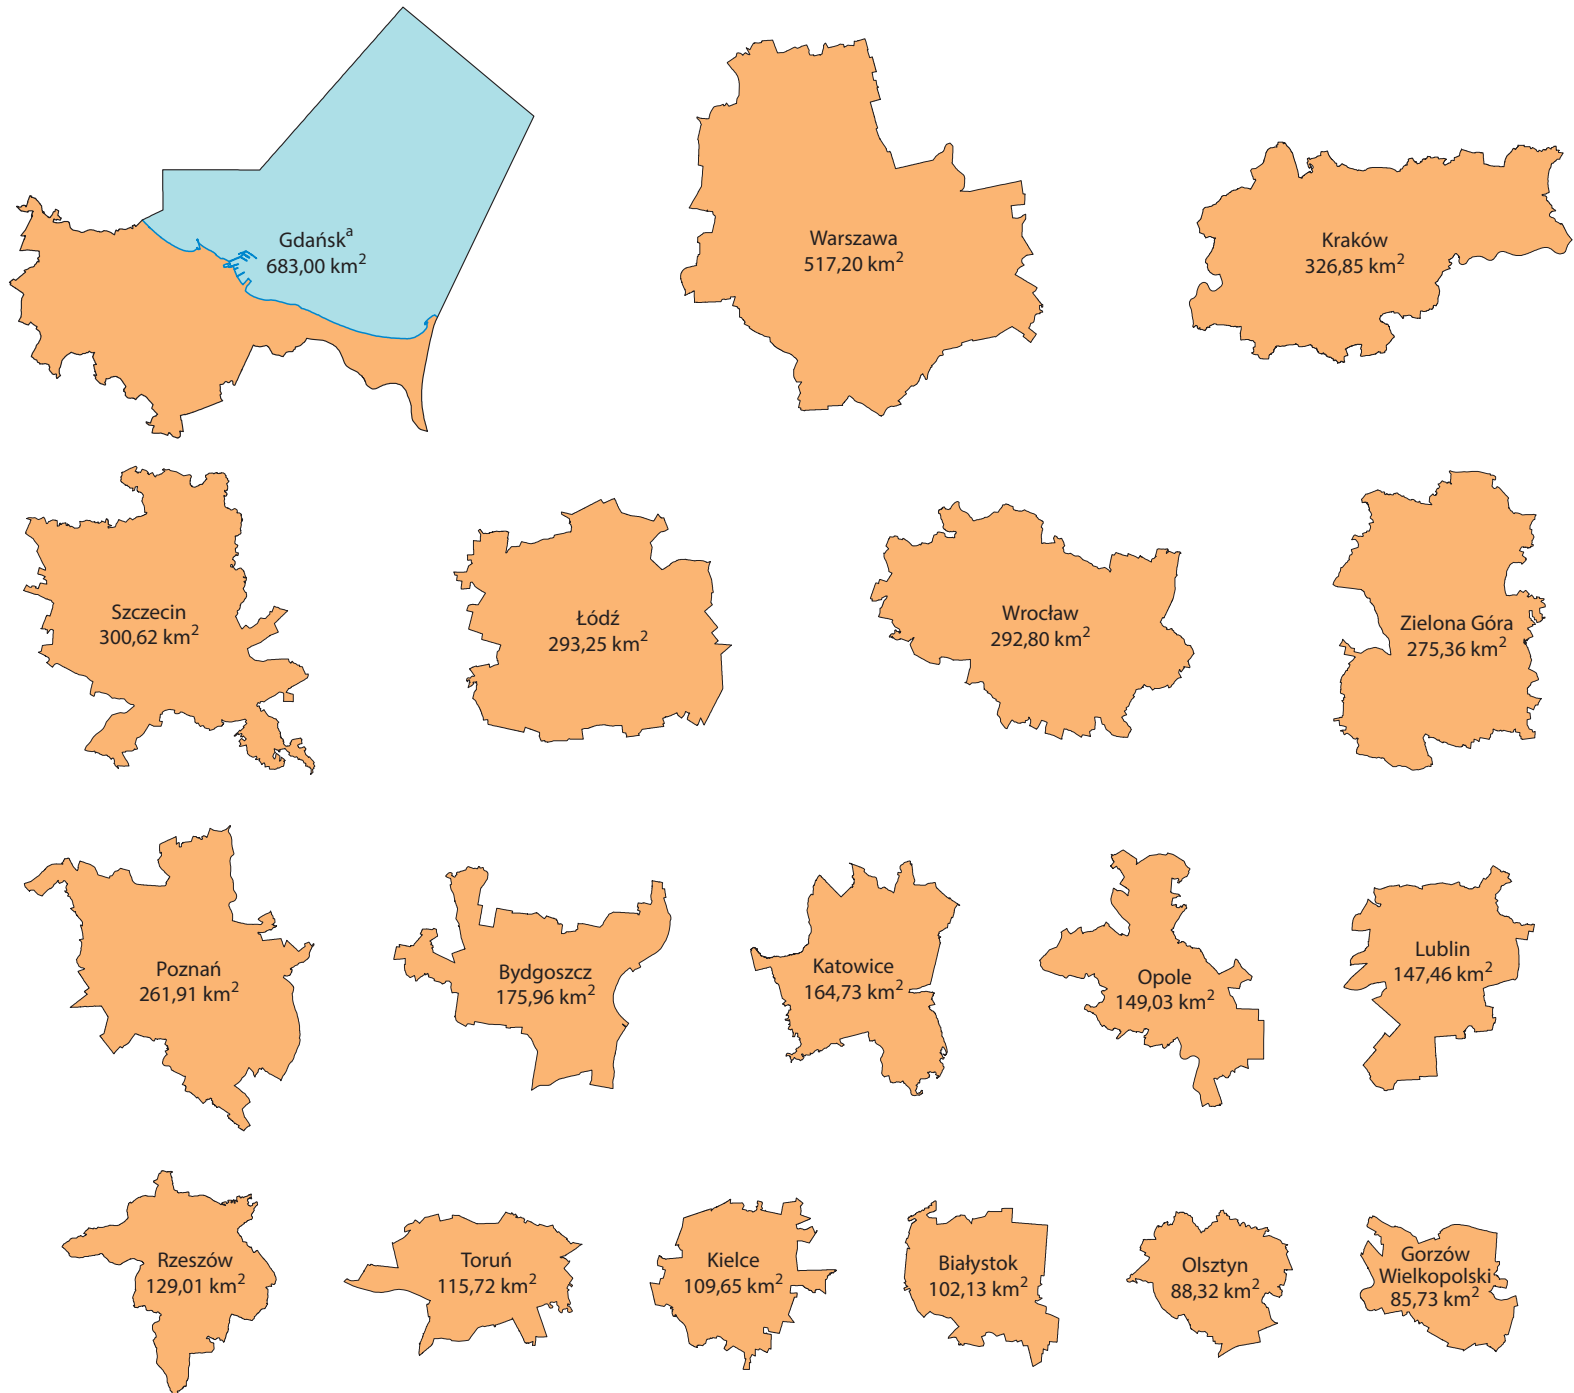 Gdańskᵃ
683,00 km²
Warszawa
517,20 km²
Kraków
326,85 km²
Szczecin
300,62 km²
Łódź
293,25 km²
Wrocław
292,80 km²
Zielona Góra
275,36 km²
Poznań
261,91 km²
Bydgoszcz
175,96 km²
Katowice
164,73 km²
Opole
149,03 km²
Lublin
147,46 km²
Rzeszów
129,01 km²
Toruń
115,72 km²
Kielce
109,65 km²
Białystok
102,13 km²
Olsztyn
88,32 km²
Gorzów
Wielkopolski
85,73 km²